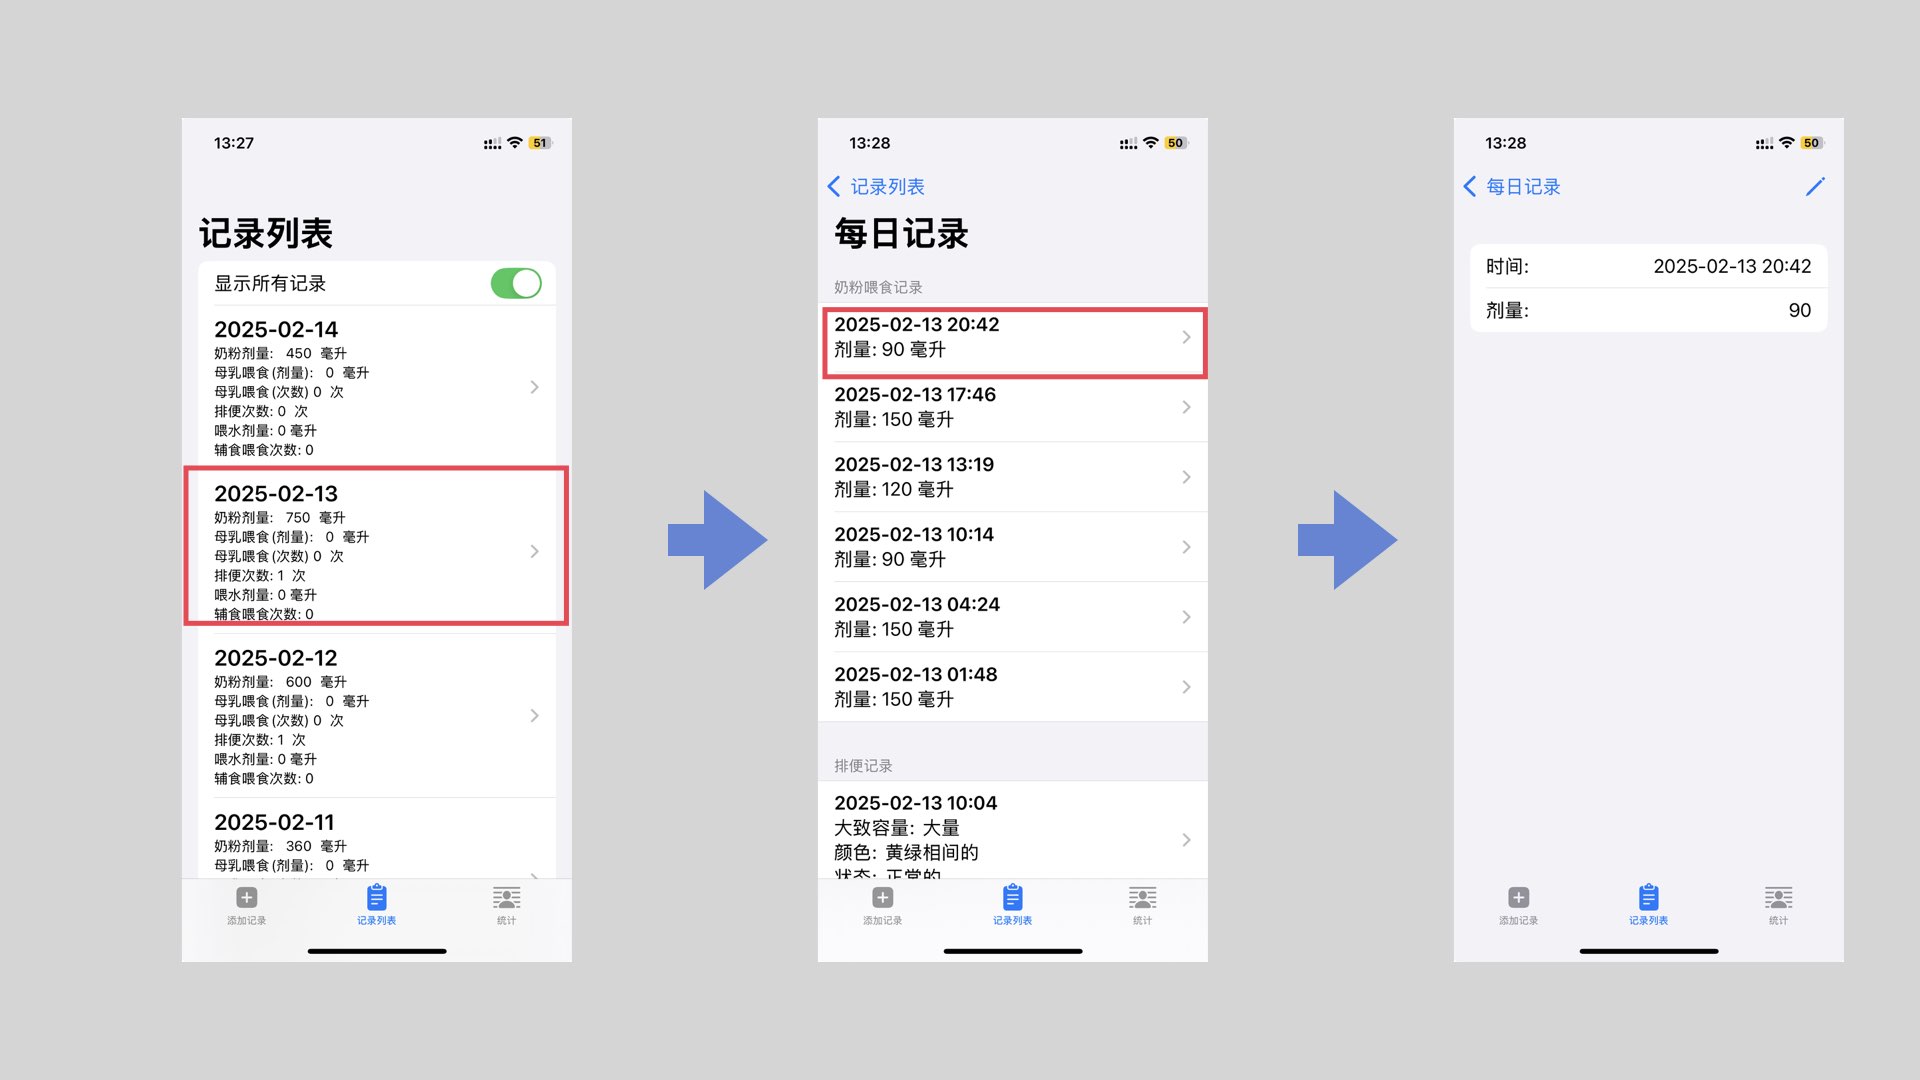 13:27
51
记录列表
显示所有记录
2025-02-14
奶粉剂量: 450 毫升
母乳喂食(剂量): 0 毫升
母乳喂食(次数) 0 次
排便次数: 0 次
喂水剂量: 0 毫升
辅食喂食次数: 0
2025-02-13
奶粉剂量: 750 毫升
母乳喂食(剂量): 0 毫升
母乳喂食(次数) 0 次
排便次数: 1 次
喂水剂量: 0 毫升
辅食喂食次数: 0
2025-02-12
奶粉剂量: 600 毫升
母乳喂食(剂量): 0 毫升
母乳喂食(次数) 0 次
排便次数: 1 次
喂水剂量: 0 毫升
辅食喂食次数: 0
2025-02-11
奶粉剂量: 360 毫升
母乳喂食(剂量): 0 毫升
添加记录
记录列表
统计
13:28
50
记录列表
每日记录
奶粉喂食记录
2025-02-13 20:42
剂量: 90 毫升
2025-02-13 17:46
剂量: 150 毫升
2025-02-13 13:19
剂量: 120 毫升
2025-02-13 10:14
剂量: 90 毫升
2025-02-13 04:24
剂量: 150 毫升
2025-02-13 01:48
剂量: 150 毫升
排便记录
2025-02-13 10:04
大致容量: 大量
颜色: 黄绿相间的
状态: 正常的
添加记录
记录列表
统计
13:28
50
每日记录
时间: 2025-02-13 20:42
剂量: 90
添加记录
记录列表
统计